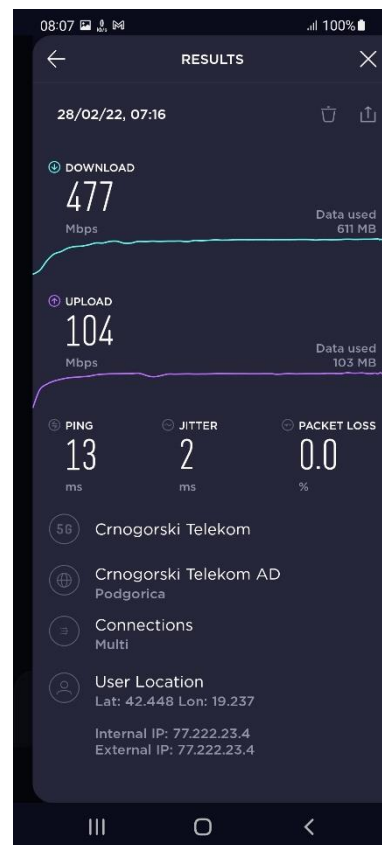 08:07
100%
RESULTS
28/02/22, 07:16
DOWNLOAD
477
Mbps
Data used
611 MB
UPLOAD
104
Mbps
Data used
103 MB
PING
13
ms
JITTER
2
ms
PACKET LOSS
0.0
%
5G
Crnogorski Telekom
Crnogorski Telekom AD
Podgorica
Connections
Multi
User Location
Lat: 42.448 Lon: 19.237
Internal IP: 77.222.23.4
External IP: 77.222.23.4